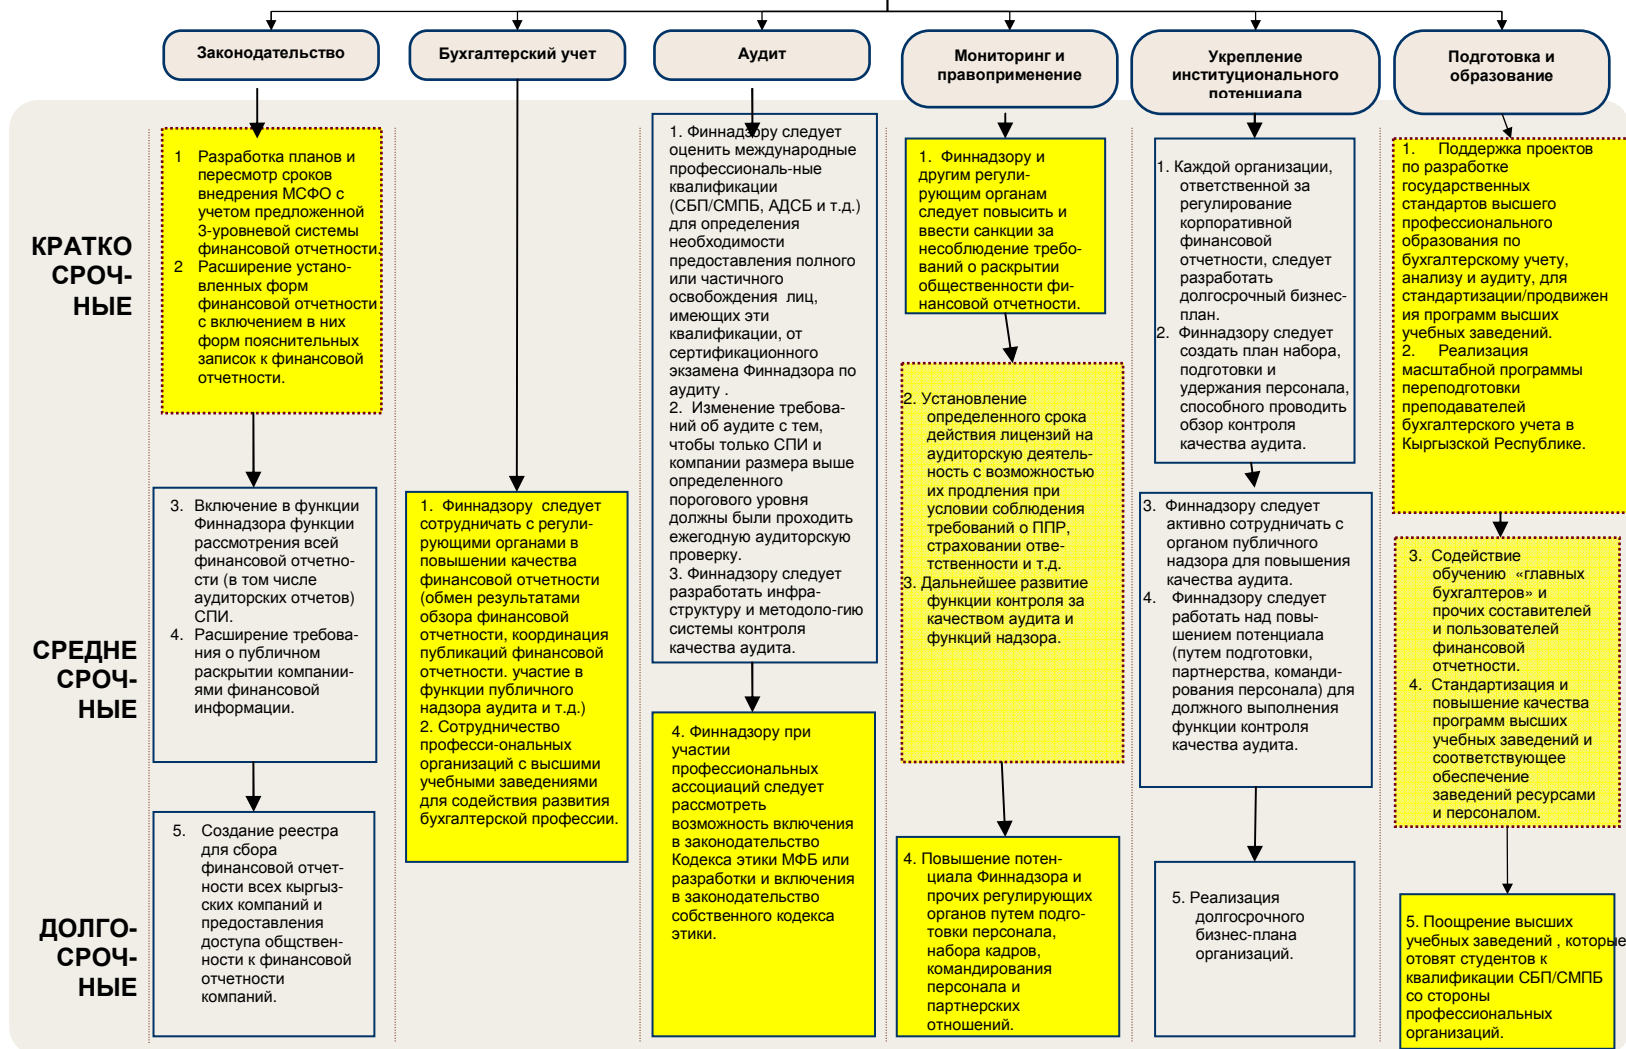 Законодательство
Бухгалтерский учет
Аудит
Мониторинг и
правоприменение
Укрепление
институционального
потенциала
Подготовка и
образование
КРАТКО
СРОЧ-
НЫЕ
СРЕДНЕ
СРОЧ-
НЫЕ
ДОЛГО-
СРОЧ-
НЫЕ
1 Разработка планов и
пересмотр сроков
внедрения МСФО с
учетом предложенной
3-уровневой системы
финансовой отчетности.
2 Расширение устано-
вленных форм
финансовой отчетности
с включением в них
форм пояснительных
записок к финансовой
отчетности.
3. Включение в функции
Финнадзора функции
рассмотрения всей
финансовой отчетно-
сти (в том числе
аудиторских отчетов)
СПИ.
4. Расширение требова-
ния о публичном
раскрытии компани-
ями финансовой
информации.
5. Создание реестра
для сбора
финансовой отчет-
ности всех кыргыз-
ских компаний и
предоставления
доступа общствен-
ности к финансовой
отчетности
компаний.
1. Финнадзору следует
сотрудничать с регули-
рующими органами в
повышении качества
финансовой отчетности
(обмен результатами
обзора финансовой
отчетности, координация
публикаций финансовой
отчетности. участие в
функции публичного
надзора аудита и т.д.)
2. Сотрудничество
професси-ональных
организаций с высшими
учебными заведениями
для содействия развития
бухгалтерской профессии.
1. Финнадзору следует
оценить международные
профессиональ-ные
квалификации
(СБП/СМПБ, АДСБ и т.д.)
для определения
необходимости
предоставления полного
или частичного
освобождения лиц,
имеющих эти
квалификации, от
сертификационного
экзамена Финнадзора по
аудиту .
2. Изменение требова-
ний об аудите с тем,
чтобы только СПИ и
компании размера выше
определенного
порогового уровня
должны были проходить
ежегодную аудиторскую
проверку.
3. Финнадзору следует
разработать инфра-
структуру и методоло-гию
системы контроля
качества аудита.
4. Финнадзору при
участии
профессиональных
ассоциаций следует
рассмотреть
возможность включения
в законодательство
Кодекса этики МФБ или
разработки и включения
в законодательство
собственного кодекса
этики.
1. Финнадзору и
другим регули-
рующим органам
следует повысить и
ввести санкции за
несоблюдение требо-
ваний о раскрытии
общественности фи-
нансовой отчетности.
2. Установление
определенного срока
действия лицензий на
аудиторскую деятель-
ность с возможностью
их продления при
условии соблюдения
требований о ППР,
страховании отве-
тственности и т.д.
3. Дальнейшее развитие
функции контроля за
качеством аудита и
функций надзора.
4. Повышение потен-
циала Финнадзора и
прочих регулирующих
органов путем подго-
товки персонала,
набора кадров,
командирования
персонала и
партнерских
отношений.
1. Каждой организации,
ответственной за
регулирование
корпоративной
финансовой
отчетности, следует
разработать
долгосрочный бизнес-
план.
2. Финнадзору следует
создать план набора,
подготовки и
удержания персонала,
способного проводить
обзор контроля
качества аудита.
3. Финнадзору следует
активно сотрудничать с
органом публичного
надзора для повышения
качества аудита.
4. Финнадзору следует
работать над повы-
шением потенциала
(путем подготовки,
партнерства, команди-
рования персонала) для
должного выполнения
функции контроля
качества аудита.
5. Реализация
долгосрочного
бизнес-плана
организаций.
1. Поддержка проектов
по разработке
государственных
стандартов высшего
профессионального
образования по
бухгалтерскому учету,
анализу и аудиту, для
стандартизации/продвижен
ия программ высших
учебных заведений.
2. Реализация
масштабной программы
переподготовки
преподавателей
бухгалтерского учета в
Кыргызской Республике.
3. Содействие
обучению «главных
бухгалтеров» и
прочих составителей
и пользователей
финансовой
отчетности.
4. Стандартизация и
повышение качества
программ высших
учебных заведений и
соответствующее
обеспечение
заведений ресурсами
и персоналом.
5. Поощрение высших
учебных заведений , которые
отовят студентов к
квалификации СБП/СМПБ
со стороны
профессиональных
организаций.